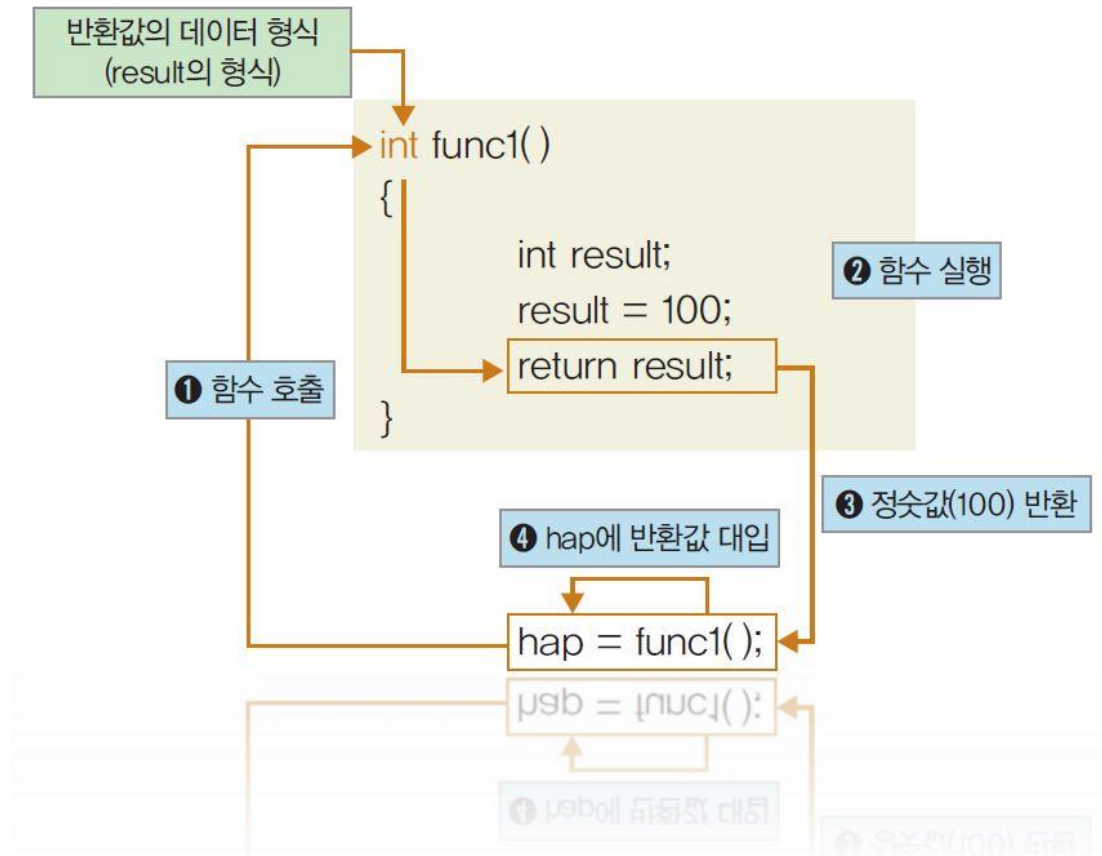 반환값의 데이터 형식
(result의 형식)
int func1( )
{
int result;
result = 100;
return result;
}
❷ 함수 실행
❶ 함수 호출
❸ 정숫값(100) 반환
❹ hap에 반환값 대입
hap = func1( );